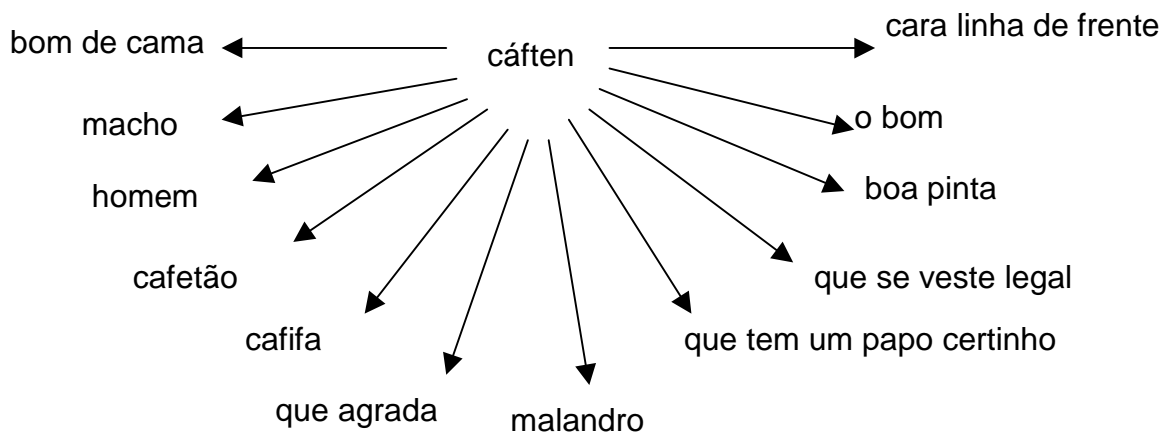 cara linha de frente
bom de cama
cáften
macho
o bom
homem
boa pinta
cafetão
que se veste legal
cafifa
que tem um papo certinho
que agrada
malandro